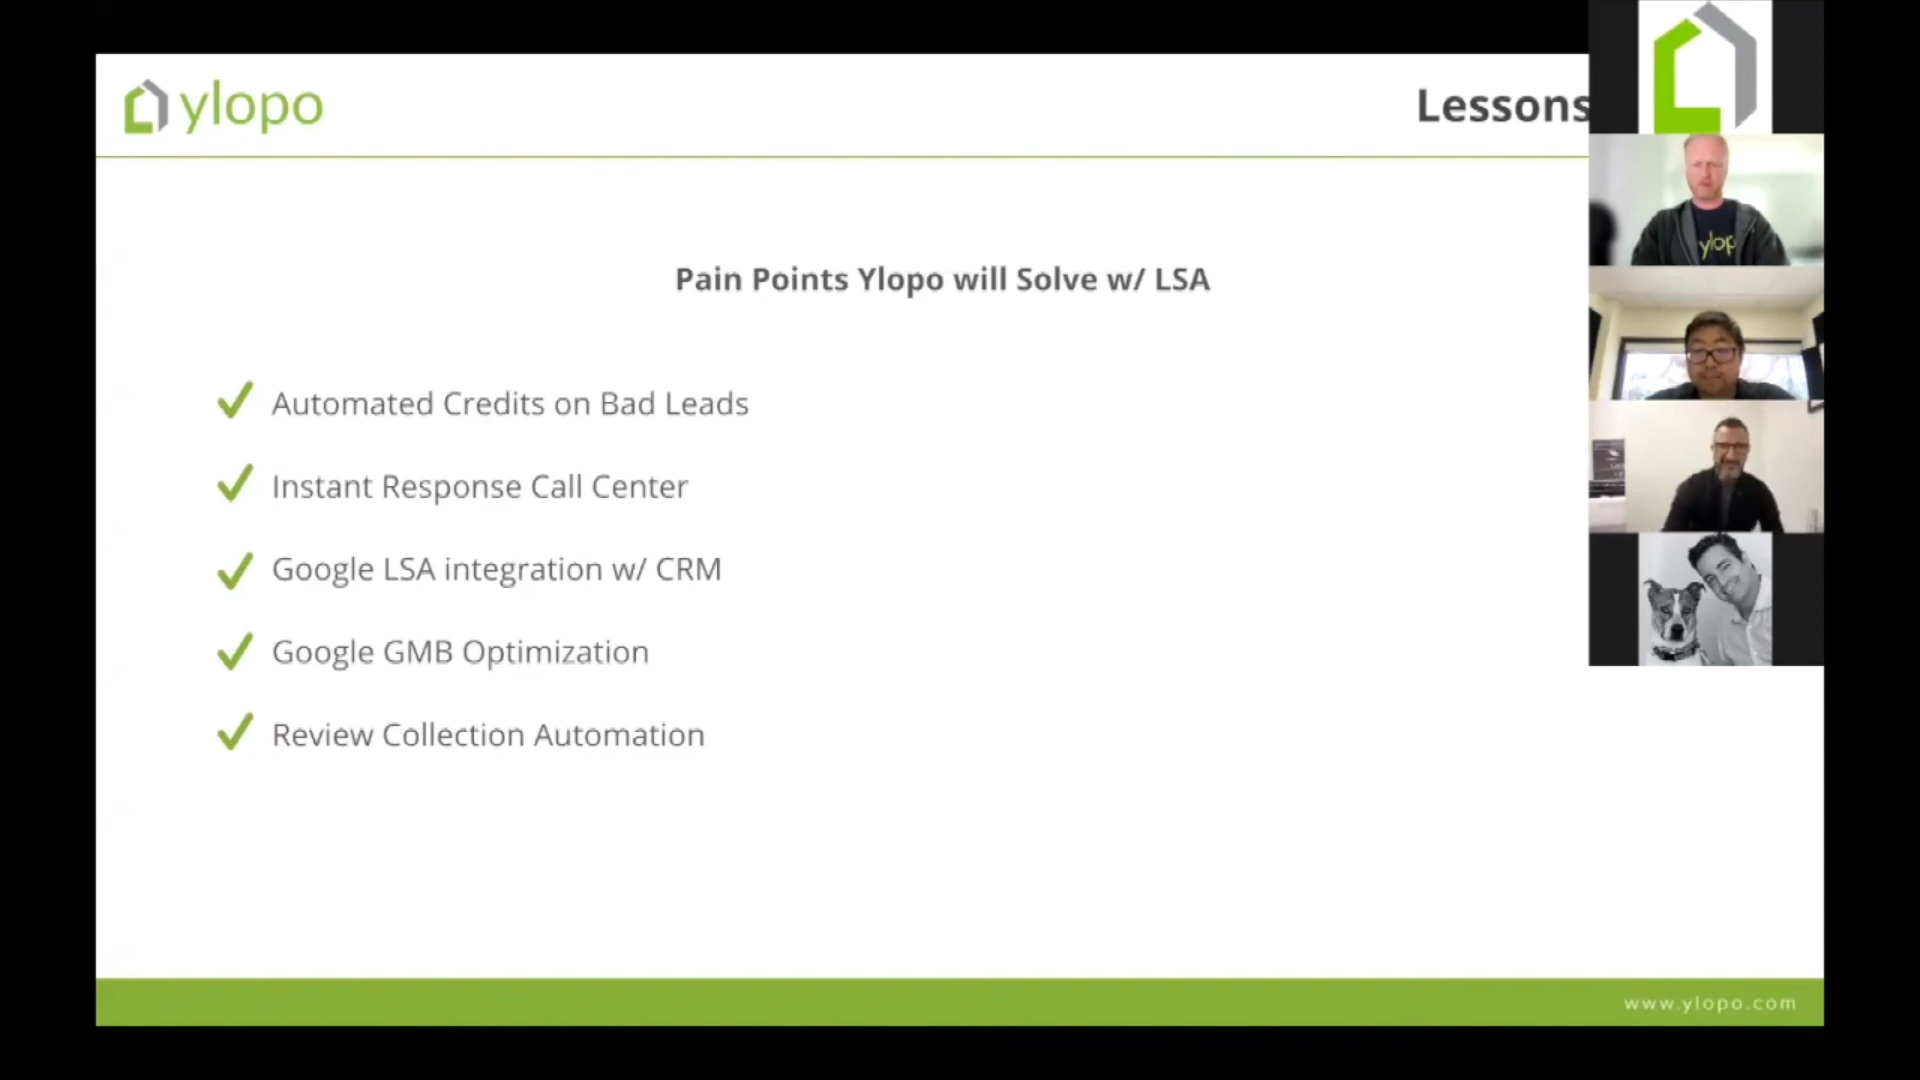 ylopo
Lessons
Pain Points Ylopo will Solve w/ LSA
Automated Credits on Bad Leads
Instant Response Call Center
Google LSA integration w/ CRM
Google GMB Optimization
Review Collection Automation
www.ylopo.com
ylop